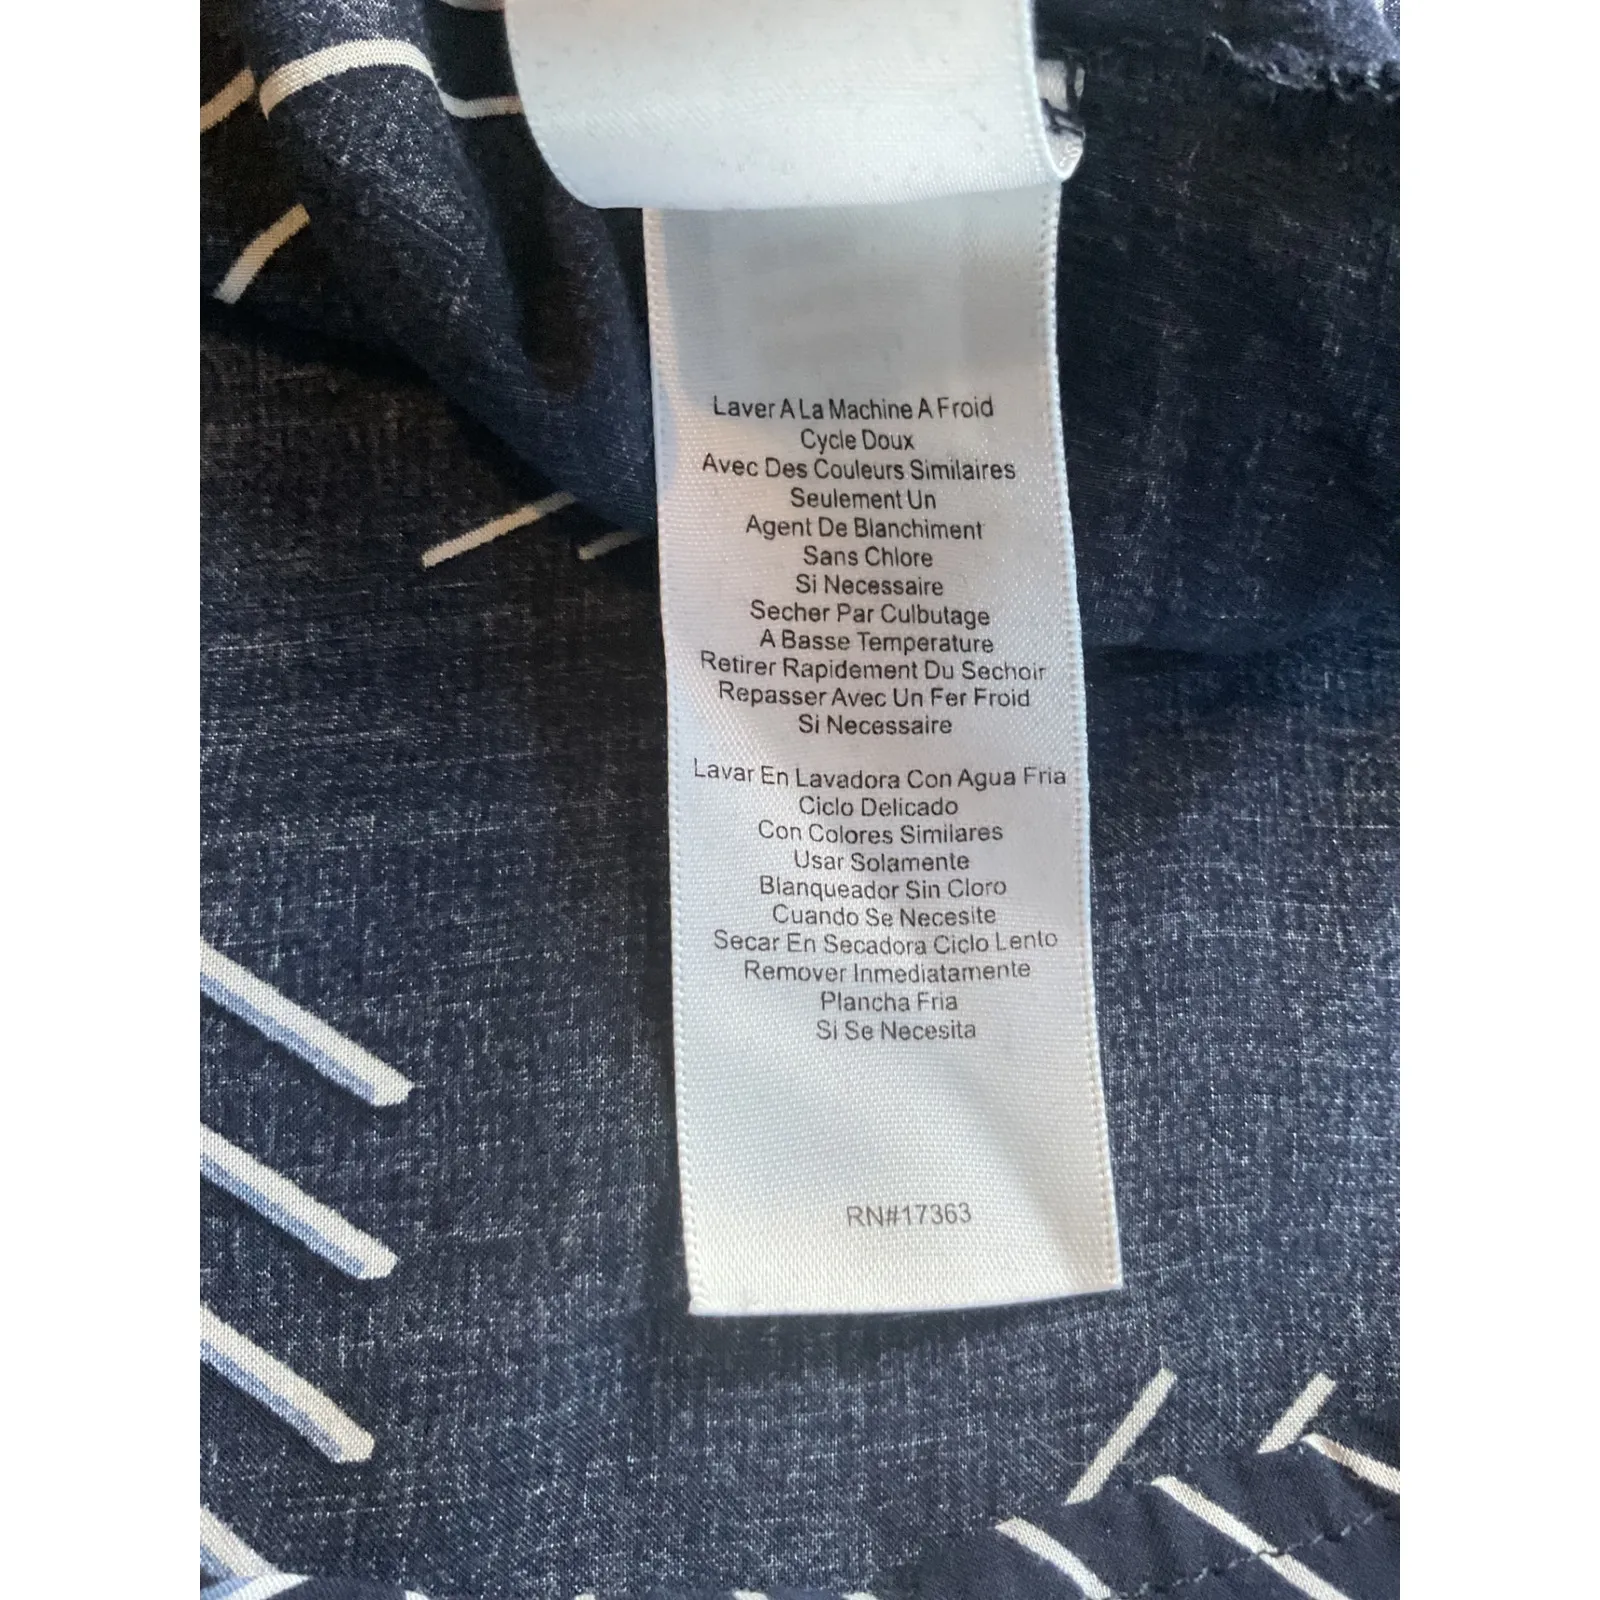 Laver A La Machine A Froid
Cycle Doux
Avec Des Couleurs Similaires
Seulement Un
Agent De Blanchiment
Sans Chlore
Si Necessaire
Secher Par Culbutage
A Basse Temperature
Retirer Rapidement Du Sechoir
Repasser Avec Un Fer Froid
Si Necessaire
Lavar En Lavadora Con Agua Fria
Ciclo Delicado
Con Colores Similares
Usar Solamente
Blanqueador Sin Cloro
Cuando Se Necesite
Secar En Secadora Ciclo Lento
Remover Inmediatamente
Plancha Fria
Si Se Necesita
RN#17363